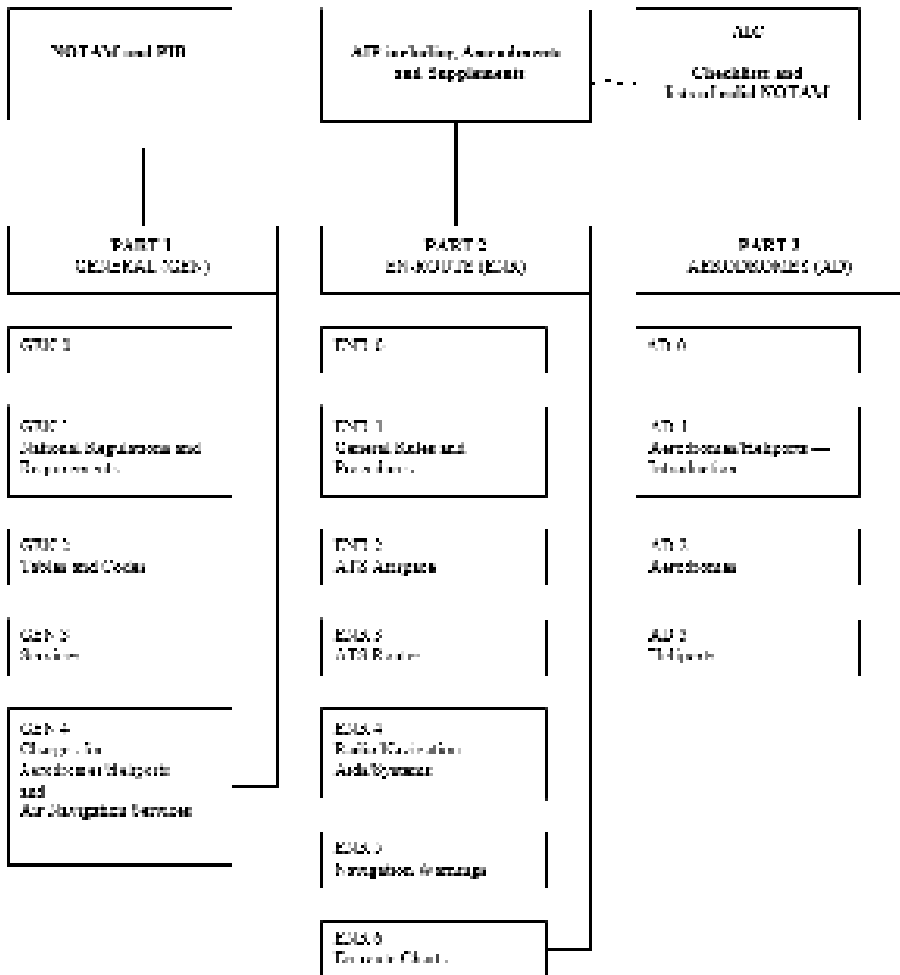 NOTAM and PIB
AIP including Amendments
and Supplements
AIC
Checklist and
List of valid NOTAM
PART 1
GENERAL (GEN)
PART 2
EN-ROUTE (ENR)
PART 3
AERODROMES (AD)
GEN 0
GEN 1
National Regulations and
Requirements
GEN 2
Tables and Codes
GEN 3
Services
GEN 4
Charges for
Aerodromes/Heliports
and
Air Navigation Services
ENR 0
ENR 1
General Rules and
Procedures
ENR 2
ATS Airspace
ENR 3
ATS Routes
ENR 4
Radio Navigation
Aids/Systems
ENR 5
Navigation Warnings
ENR 6
En-route Charts
AD 0
AD 1
Aerodromes/Heliports —
Introduction
AD 2
Aerodromes
AD 3
Heliports